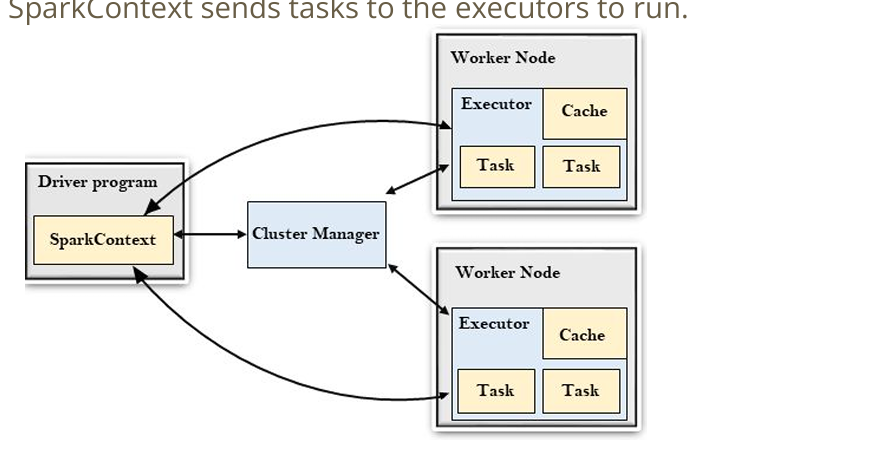 SparkContext sends tasks to the executors to run.
Driver program
SparkContext
Cluster Manager
Worker Node
Executor
Cache
Task
Task
Worker Node
Executor
Cache
Task
Task